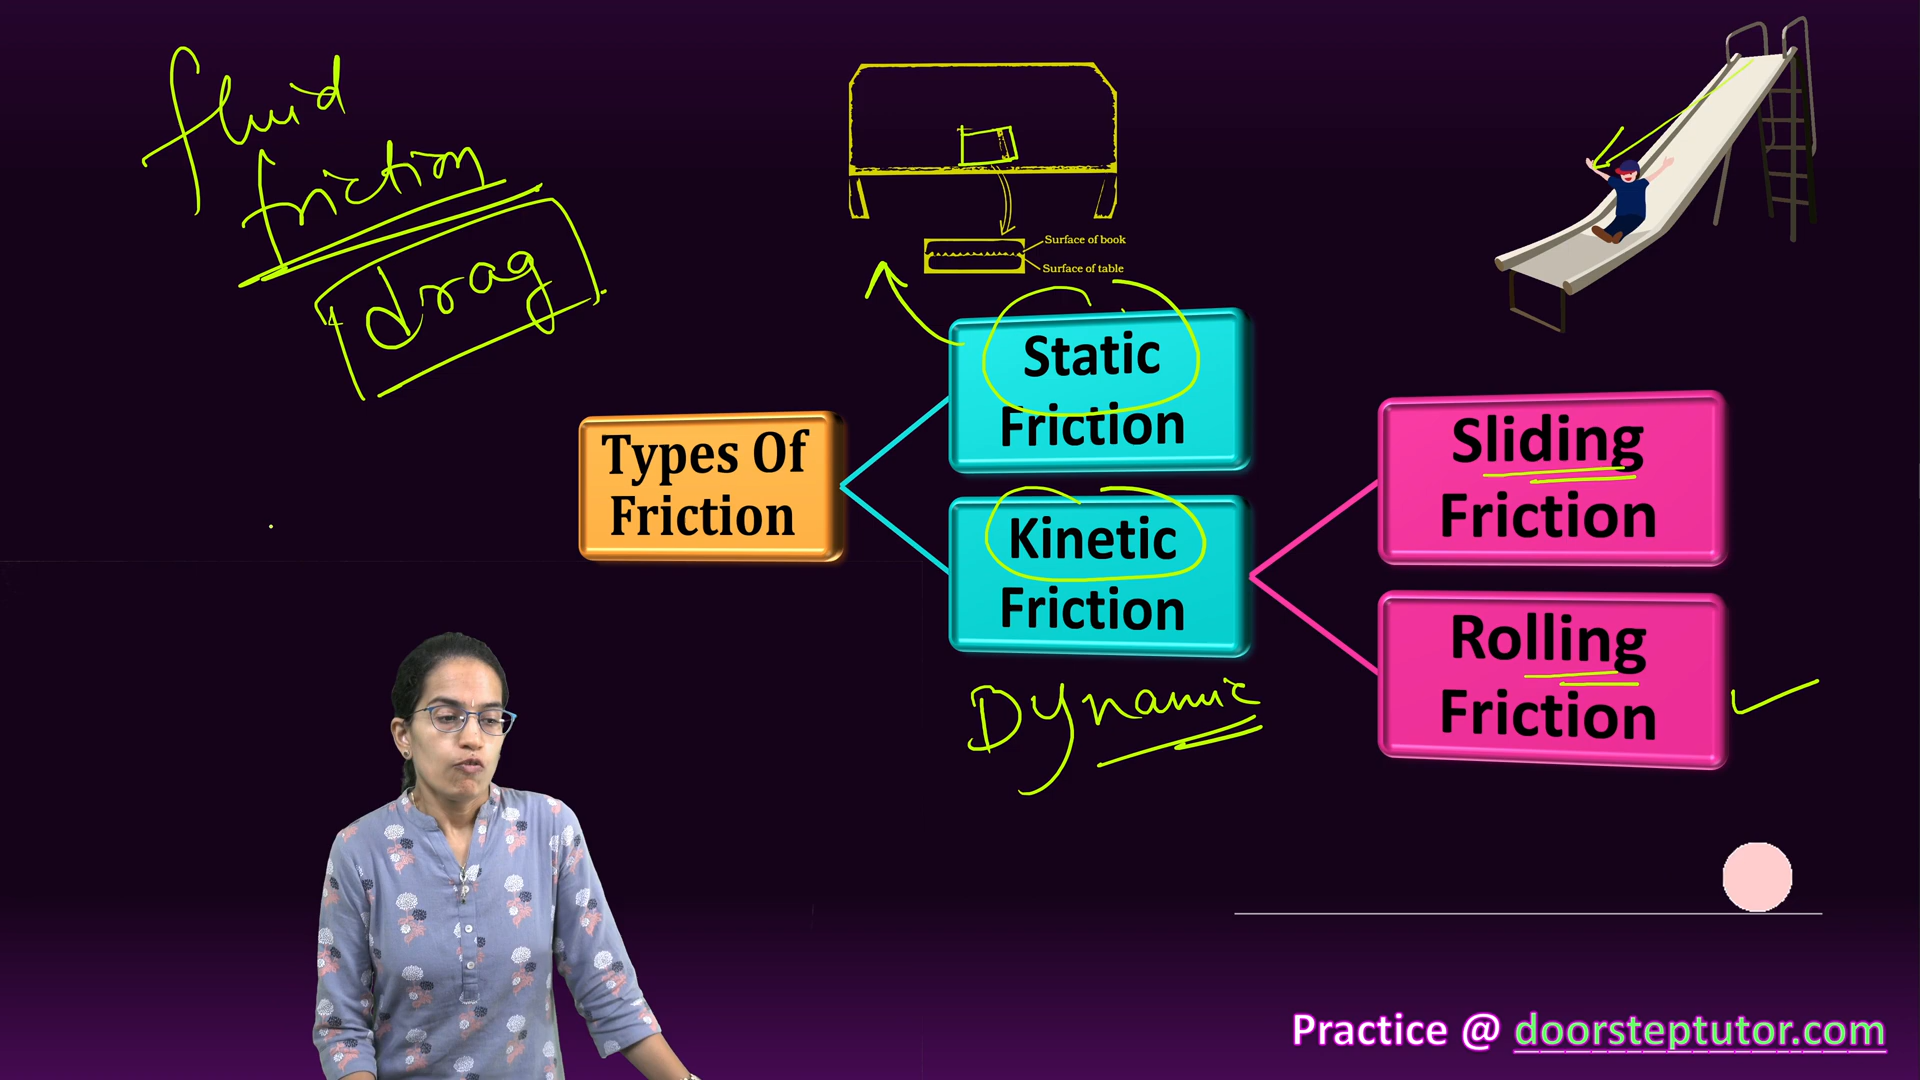 fluid
friction
drag
Surface of book
Surface of table
Types Of
Friction
Static
Friction
Kinetic
Friction
Dynamic
Sliding
Friction
Rolling
Friction
Practice @ doorsteptutor.com